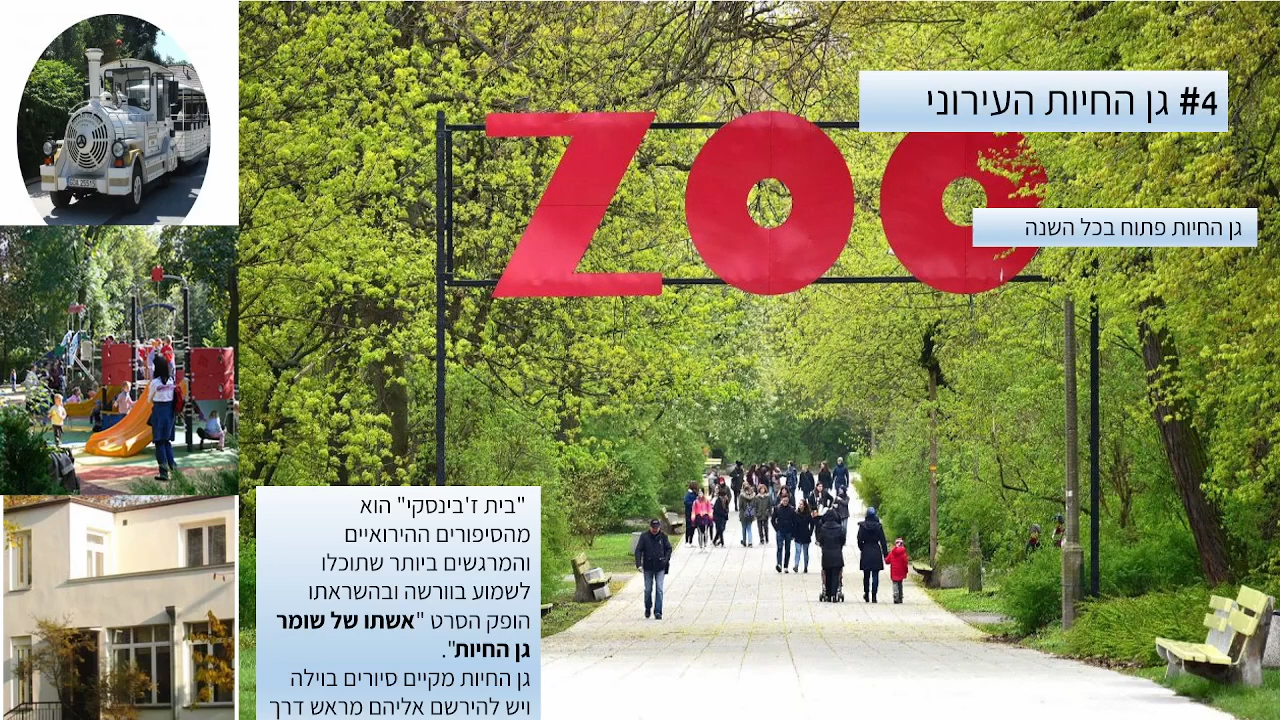 #4 גן החיות העירוני
ZOO
גן החיות פתוח בכל השנה
"בית ז'בינסקי" הוא
מהסיפורים ההירואיים
והמרגשים ביותר שתוכלו
לשמוע בוורשה ובהשראתו
הופק הסרט "אשתו של שומר
גן החיות".
גן החיות מקיים סיורים בוילה
ויש להירשם אליהם מראש דרך